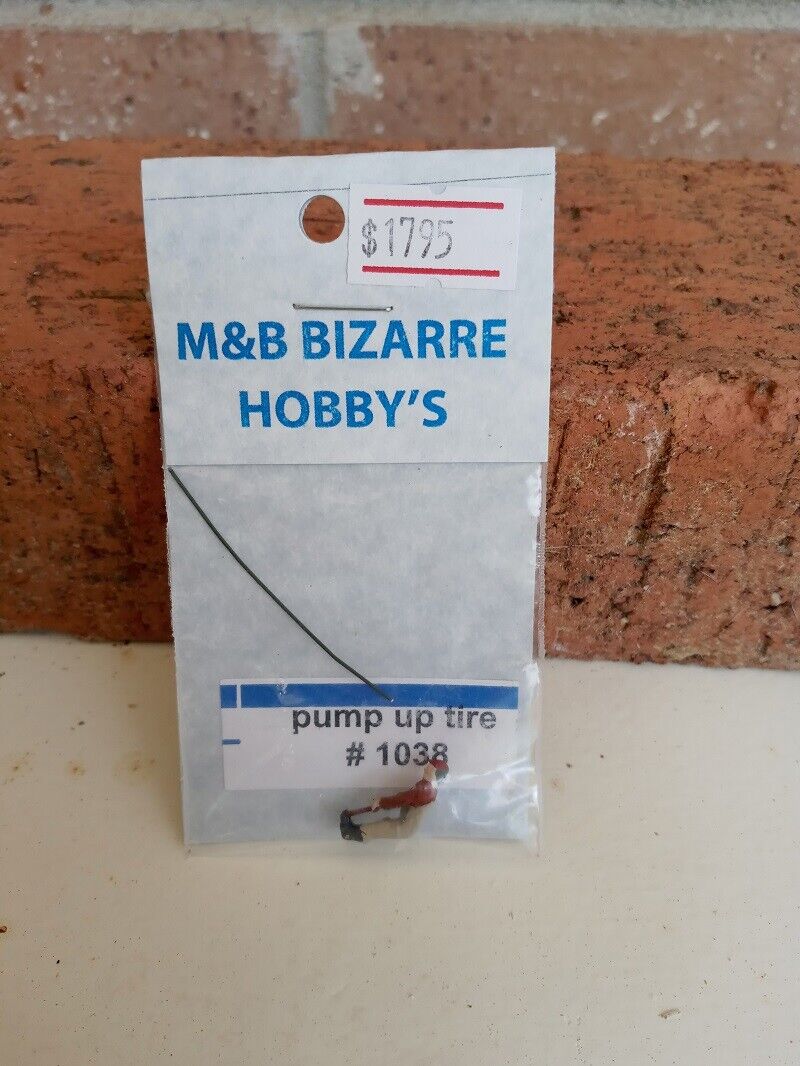 $1795
M&B BIZARRE
HOBBY'S
pump up tire
# 1038